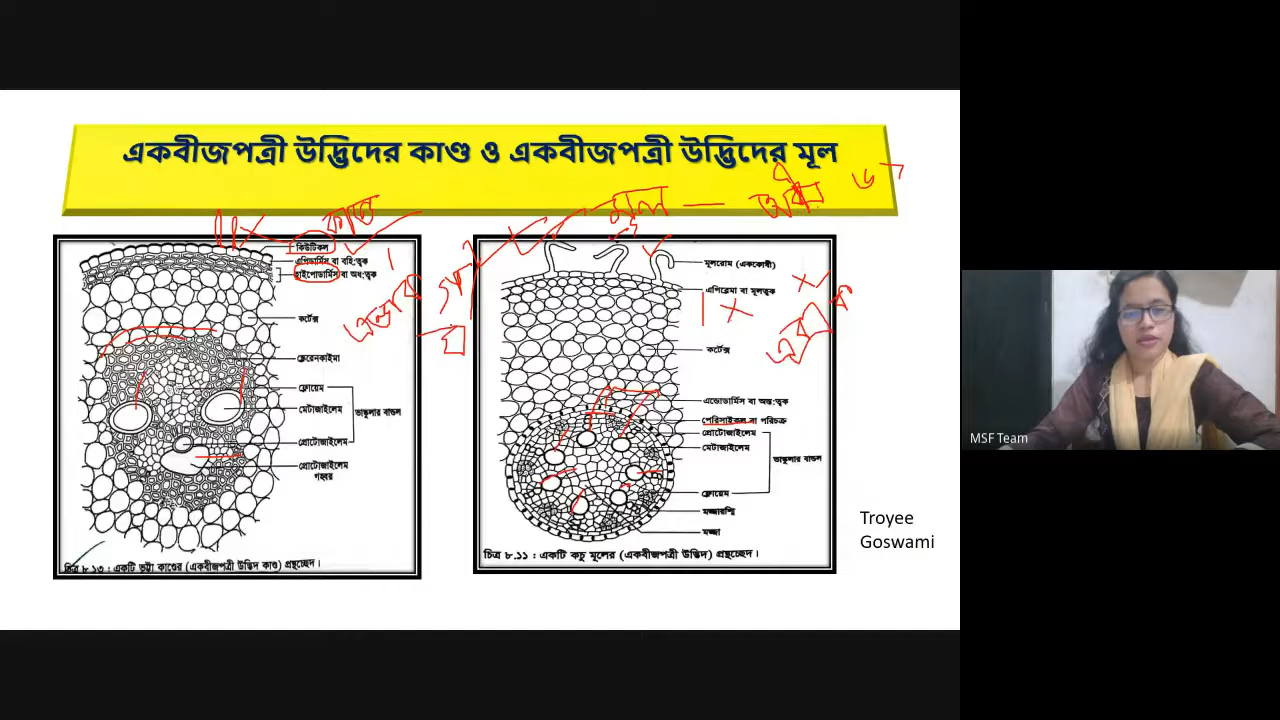 একবীজপত্রী উদ্ভিদের কাণ্ড ও একবীজপত্রী উদ্ভিদের মূল
কাণ্ড
মূল —
কিউটিকল
এপিডার্মিস বা বহিঃত্বক
হাইপোডার্মিস বা অধঃত্বক
কর্টেক্স
স্ক্লেরেনকাইমা
ফ্লোয়েম
মেটাজাইলেম
ভাস্কুলার বান্ডল
প্রোটোজাইলেম
প্রোটোজাইলেম
গহ্বর
চিত্র ৮.১৩ : একটি ভুট্টা কাণ্ডের (একবীজপত্রী উদ্ভিদ কাণ্ড) প্রস্থচ্ছেদ।
মূলরোম (এককোষী)
এপিব্লেমা বা মূলত্বক
কর্টেক্স
এন্ডোডার্মিস বা অন্তঃত্বক
পেরিসাইকল বা পরিচক্র
প্রোটোজাইলেম
মেটাজাইলেম
ভাস্কুলার বান্ডল
ফ্লোয়েম
মজ্জারশ্মি
মজ্জা
চিত্র ৮.১১ : একটি কচু মূলের (একবীজপত্রী উদ্ভিদ) প্রস্থচ্ছেদ।
MSF Team
Troyee
Goswami